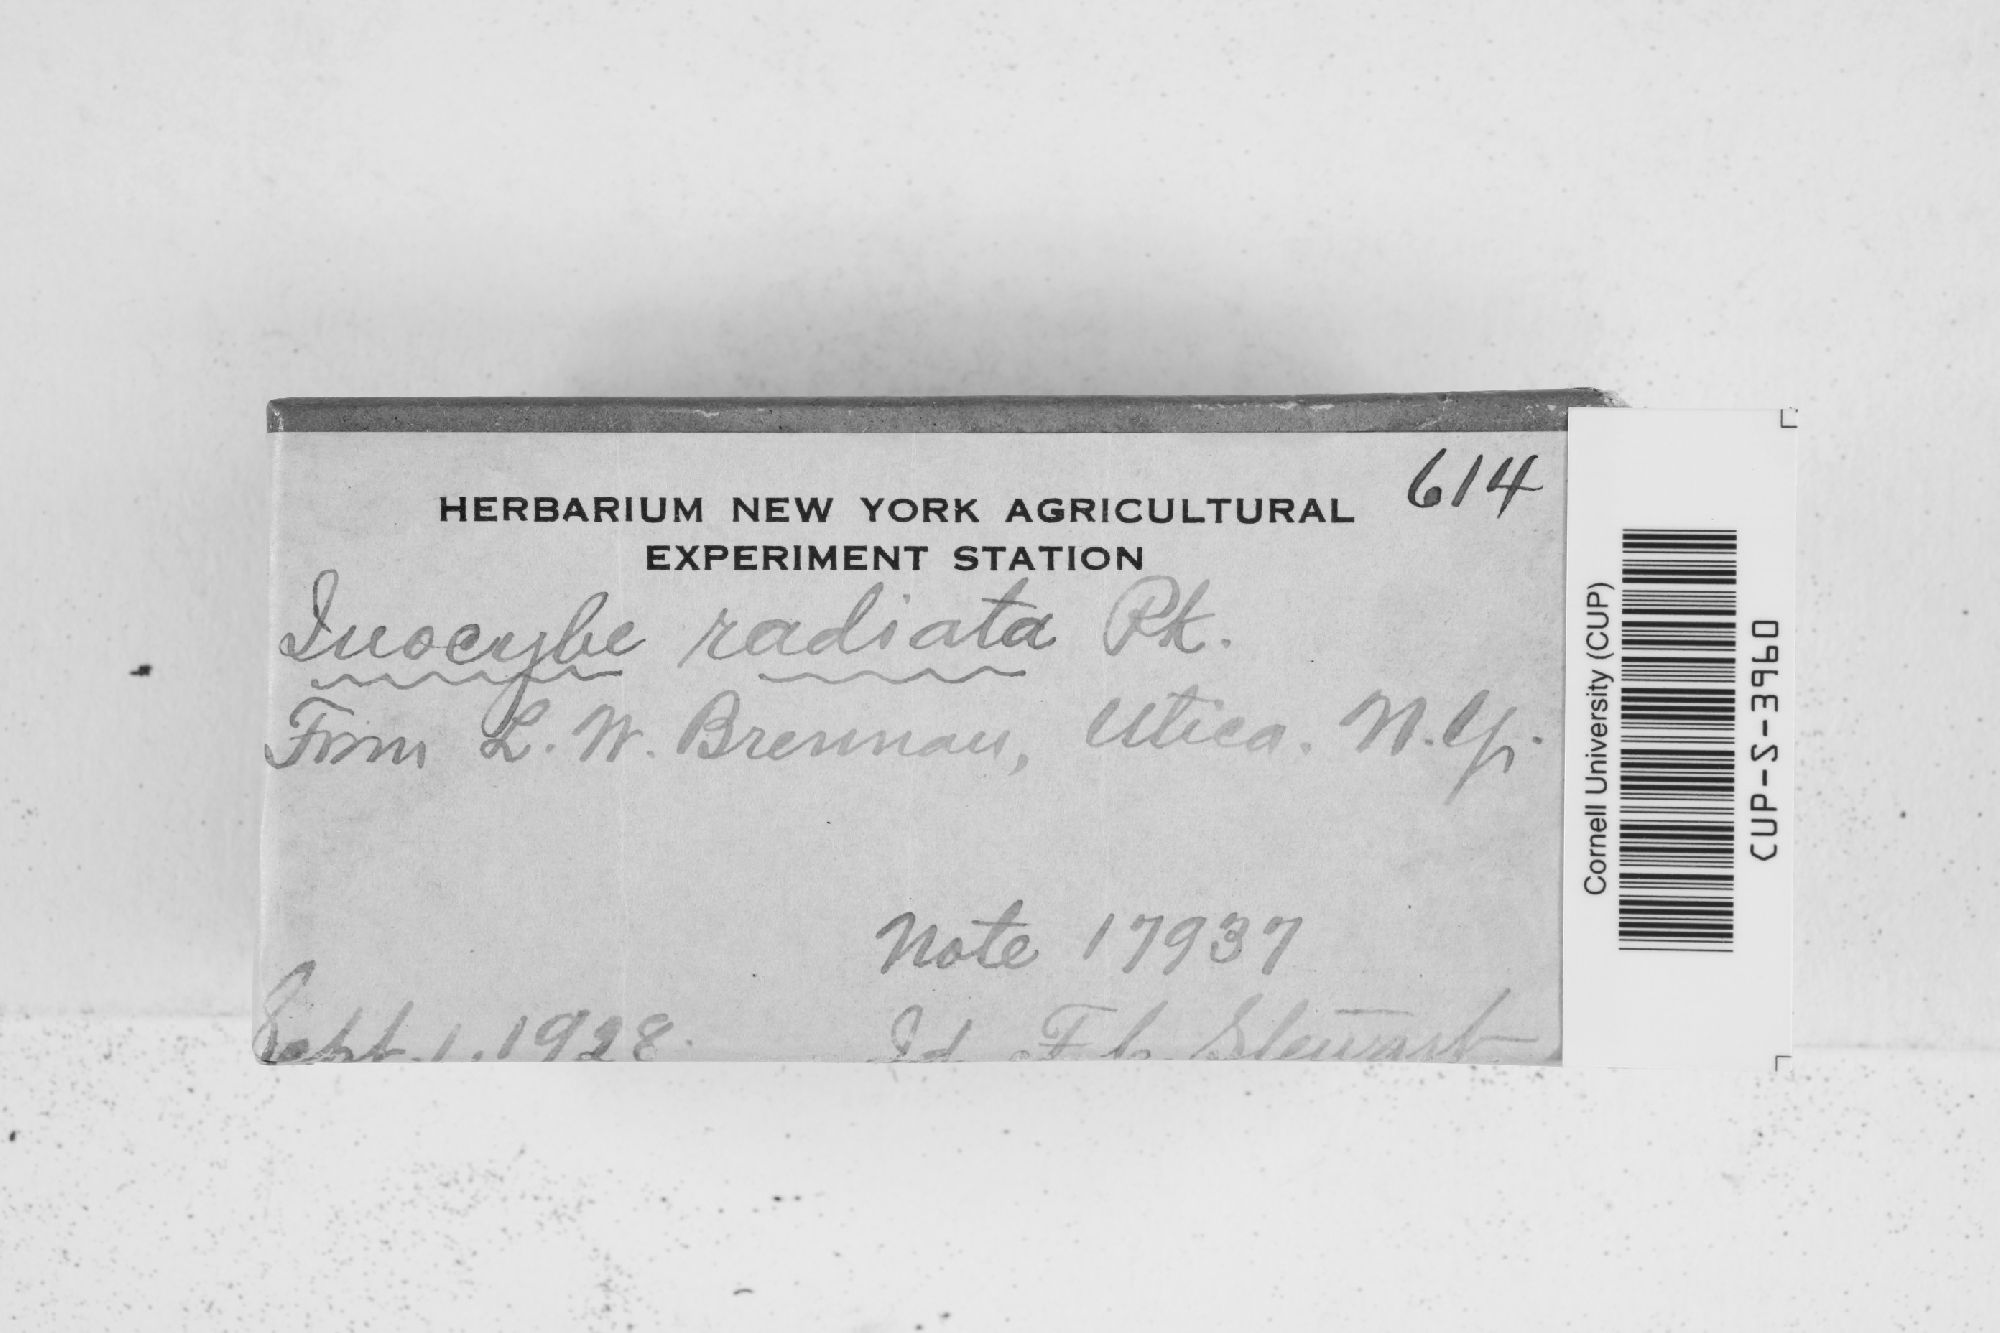 614
HERBARIUM NEW YORK AGRICULTURAL
EXPERIMENT STATION
Inocybe radiata Pk.
From L. W. Brennan, Utica. N.Y.
Note 17937
Sept. 1. 1928. Id F. C. Stewart
Cornell University (CUP)
CUP-S-3960